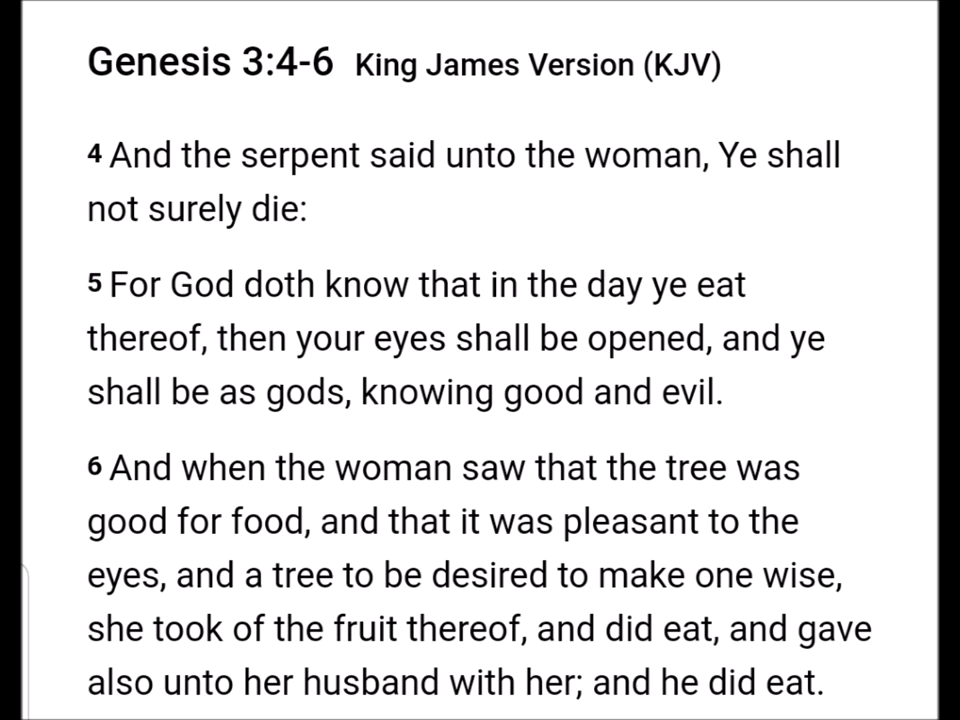 Genesis 3:4-6 King James Version (KJV)
4 And the serpent said unto the woman, Ye shall
not surely die:
5 For God doth know that in the day ye eat
thereof, then your eyes shall be opened, and ye
shall be as gods, knowing good and evil.
6 And when the woman saw that the tree was
good for food, and that it was pleasant to the
eyes, and a tree to be desired to make one wise,
she took of the fruit thereof, and did eat, and gave
also unto her husband with her; and he did eat.